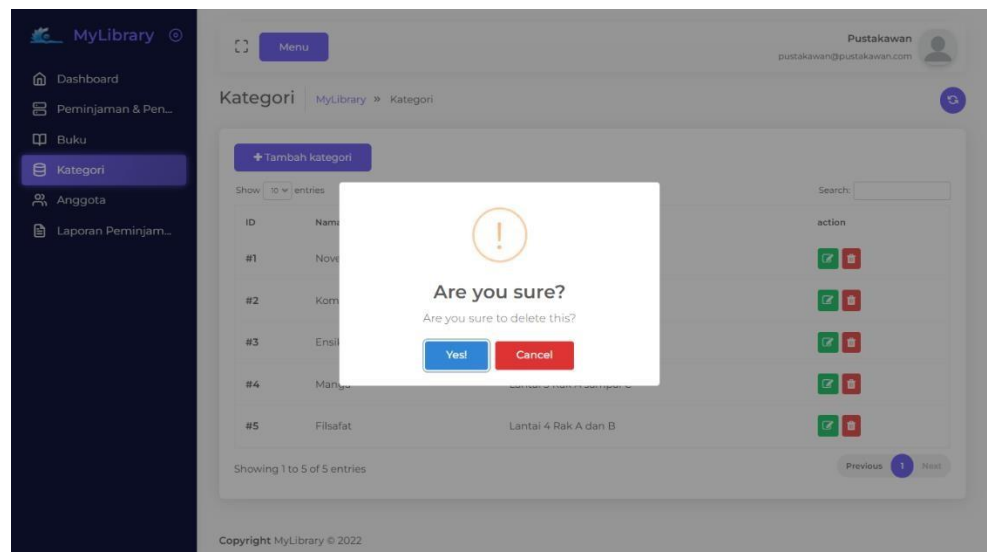 MyLibrary
Dashboard
Peminjaman & Pen...
Buku
Kategori
Anggota
Laporan Peminjam...
Menu
Pustakawan
pustakawan@pustakawan.com
Kategori MyLibrary » Kategori
+ Tambah kategori
Show 10 entries
Search:
ID Nama action
#1
#2
#3
#4
#5 Filsafat Lantai 4 Rak A dan B
!
Are you sure?
Are you sure to delete this?
Yes! Cancel
Showing 1 to 5 of 5 entries
Previous 1 Next
Copyright MyLibrary © 2022